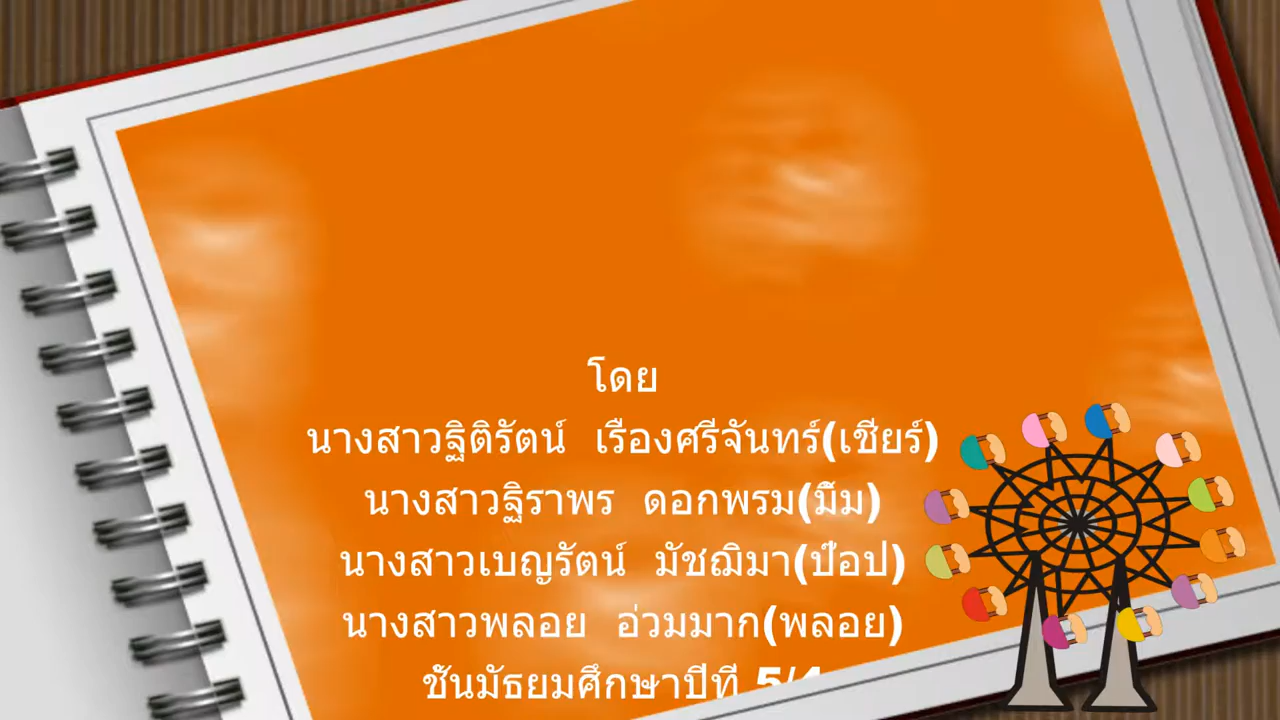 โดย
นางสาวฐิติรัตน์ เรืองศรีจันทร์(เชียร์)
นางสาวฐิราพร ดอกพรม(มิ้ม)
นางสาวเบญรัตน์ มัชฌิมา(ป๊อป)
นางสาวพลอย อ่วมมาก(พลอย)
ชั้นมัธยมศึกษาปีที่ 5/4